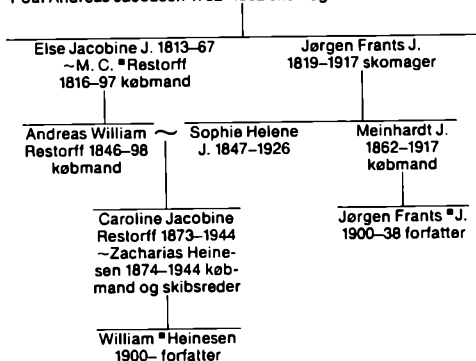 Else Jacobine J. 1813–67
~M. C. ▪Restorff
1816–97 købmand
Jørgen Frants J.
1819–1917 skomager
Andreas William
Restorff 1846–98
købmand
~
Sophie Helene
J. 1847–1926
Meinhardt J.
1862–1917
købmand
Caroline Jacobine
Restorff 1873–1944
~Zacharias Heine-
sen 1874–1944 køb-
mand og skibsreder
Jørgen Frants ▪J.
1900–38 forfatter
William ▪Heinesen
1900– forfatter